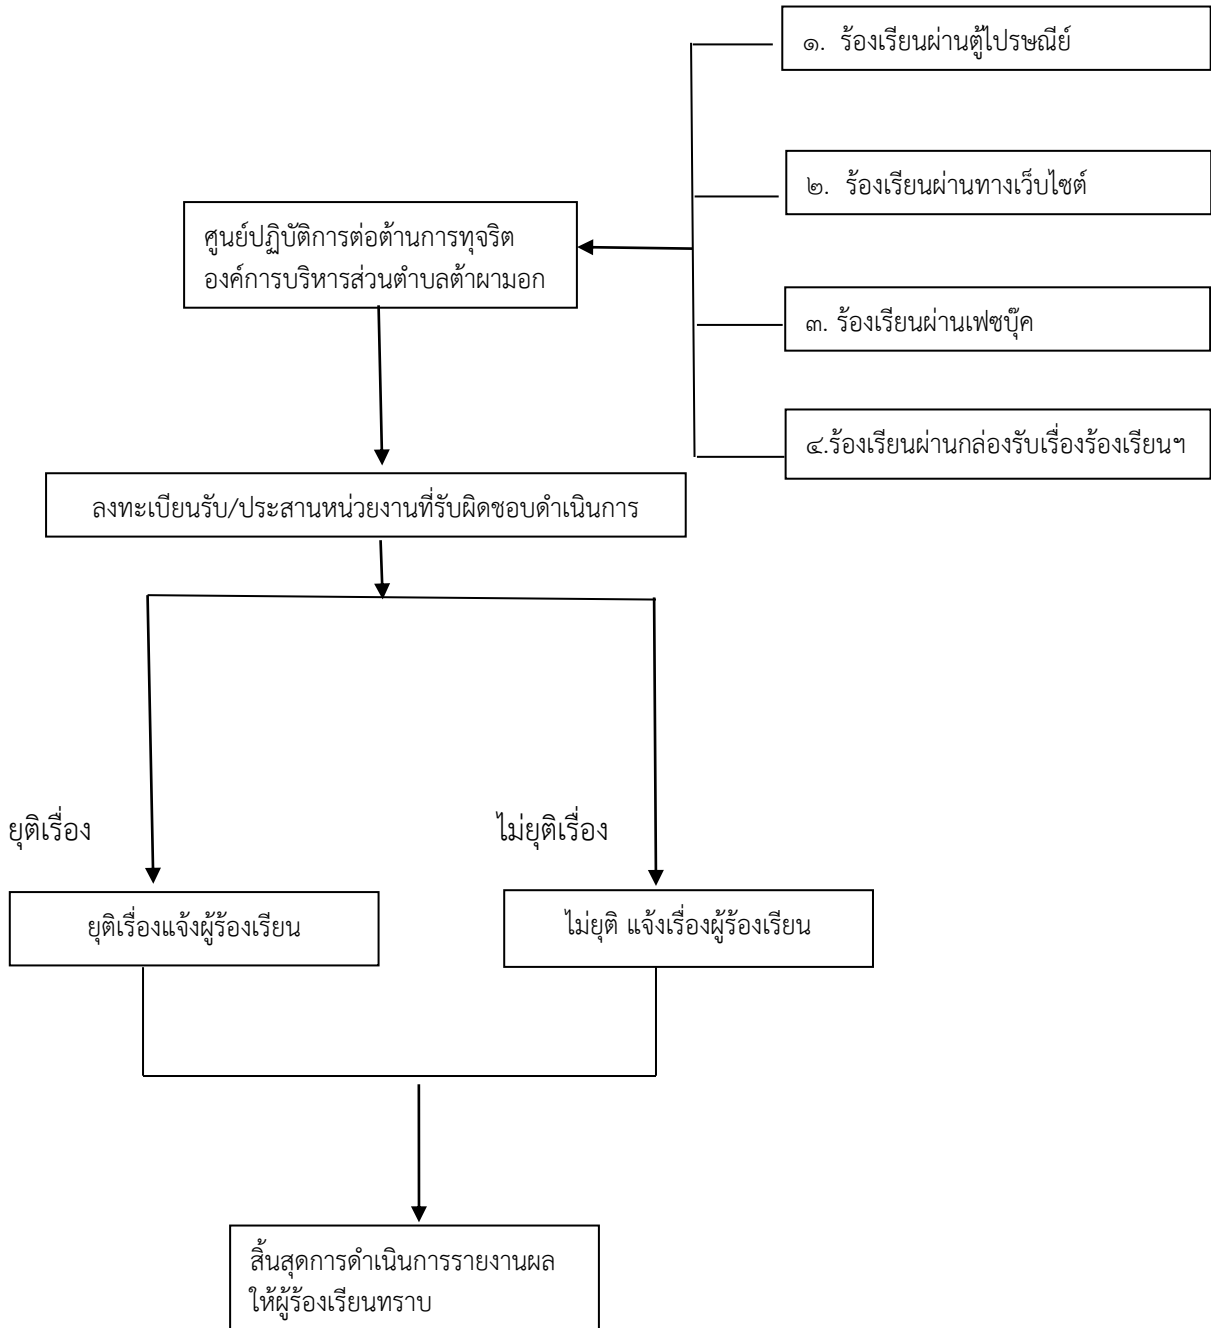 ๑. ร้องเรียนผ่านตู้ไปรษณีย์
๒. ร้องเรียนผ่านทางเว็บไซต์
ศูนย์ปฏิบัติการต่อต้านการทุจริต
องค์การบริหารส่วนตำบลต้าผามอก
๓. ร้องเรียนผ่านเฟซบุ๊ค
๔.ร้องเรียนผ่านกล่องรับเรื่องร้องเรียนฯ
ลงทะเบียนรับ/ประสานหน่วยงานที่รับผิดชอบดำเนินการ
ยุติเรื่อง
ไม่ยุติเรื่อง
ยุติเรื่องแจ้งผู้ร้องเรียน
ไม่ยุติ แจ้งเรื่องผู้ร้องเรียน
สิ้นสุดการดำเนินการรายงานผล
ให้ผู้ร้องเรียนทราบ